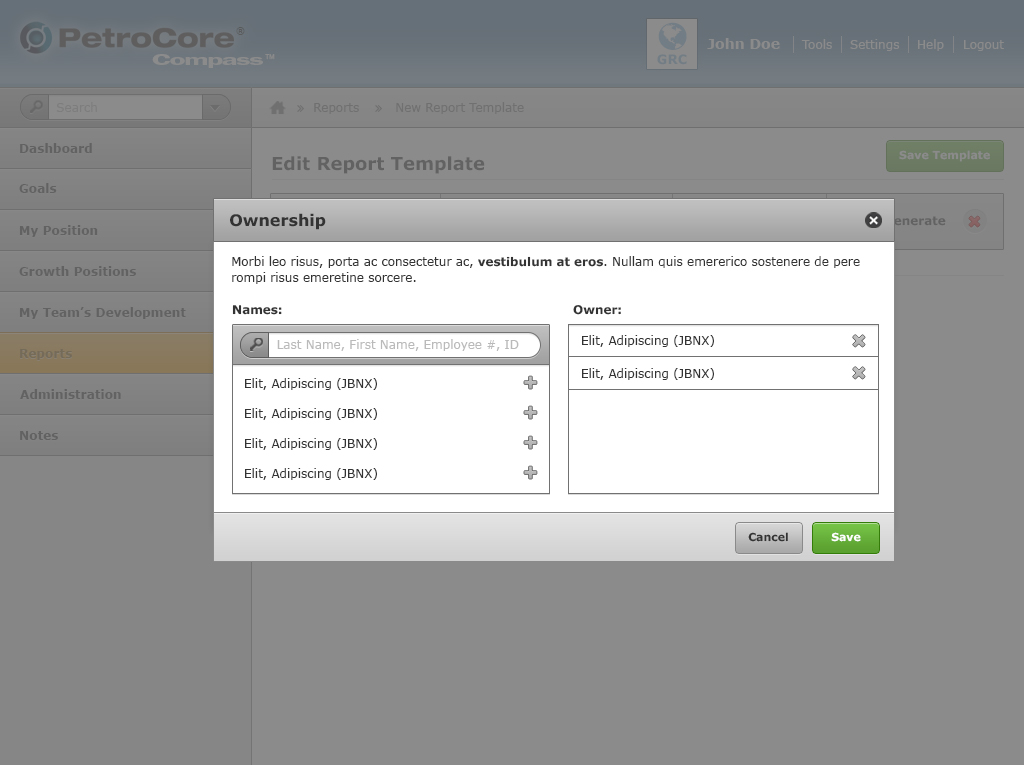 PetroCore®
Compass™
GRC
John Doe
Tools
Settings
Help
Logout
Search
» Reports » New Report Template
Dashboard
Goals
My Position
Growth Positions
My Team's Development
Reports
Administration
Notes
Edit Report Template
Save Template
enerate
Ownership
Morbi leo risus, porta ac consectetur ac, vestibulum at eros. Nullam quis emererico sostenere de pere
rompi risus emeretine sorcere.
Names:
Last Name, First Name, Employee #, ID
Elit, Adipiscing (JBNX)
Elit, Adipiscing (JBNX)
Elit, Adipiscing (JBNX)
Elit, Adipiscing (JBNX)
Owner:
Elit, Adipiscing (JBNX)
Elit, Adipiscing (JBNX)
Cancel
Save